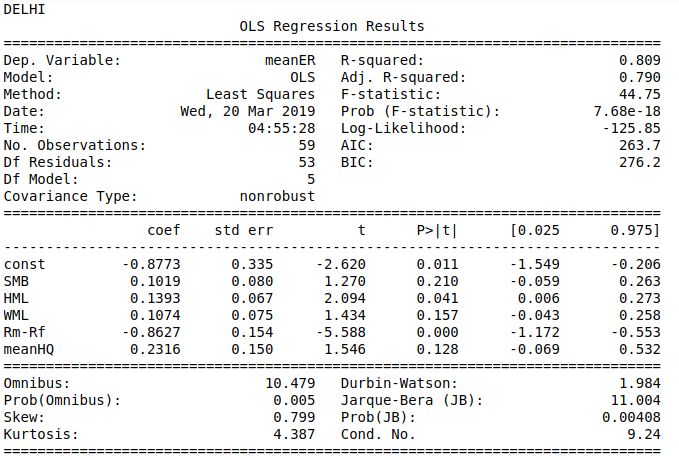 DELHI
OLS Regression Results
==============================================================================
Dep. Variable: meanER R-squared: 0.809
Model: OLS Adj. R-squared: 0.790
Method: Least Squares F-statistic: 44.75
Date: Wed, 20 Mar 2019 Prob (F-statistic): 7.68e-18
Time: 04:55:28 Log-Likelihood: -125.85
No. Observations: 59 AIC: 263.7
Df Residuals: 53 BIC: 276.2
Df Model: 5
Covariance Type: nonrobust
==============================================================================
coef std err t P>|t| [0.025 0.975]
------------------------------------------------------------------------------
const -0.8773 0.335 -2.620 0.011 -1.549 -0.206
SMB 0.1019 0.080 1.270 0.210 -0.059 0.263
HML 0.1393 0.067 2.094 0.041 0.006 0.273
WML 0.1074 0.075 1.434 0.157 -0.043 0.258
Rm-Rf -0.8627 0.154 -5.588 0.000 -1.172 -0.553
meanHQ 0.2316 0.150 1.546 0.128 -0.069 0.532
==============================================================================
Omnibus: 10.479 Durbin-Watson: 1.984
Prob(Omnibus): 0.005 Jarque-Bera (JB): 11.004
Skew: 0.799 Prob(JB): 0.00408
Kurtosis: 4.387 Cond. No. 9.24
==============================================================================